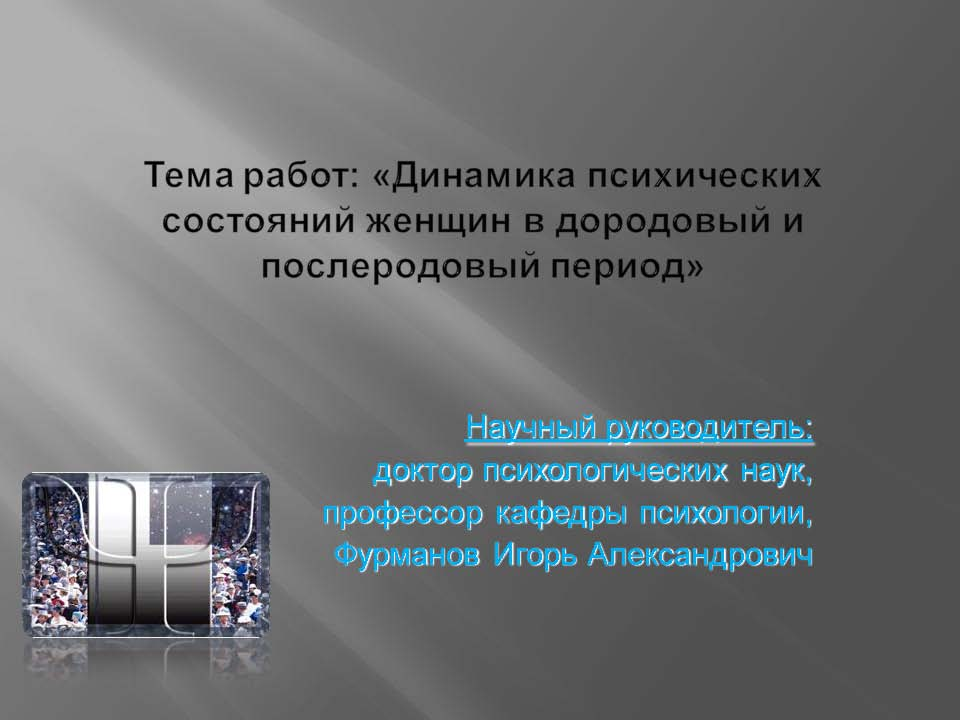 Тема работ: «Динамика психических
состояний женщин в дородовый и
послеродовый период»
Научный руководитель:
доктор психологических наук,
профессор кафедры психологии,
Фурманов Игорь Александрович